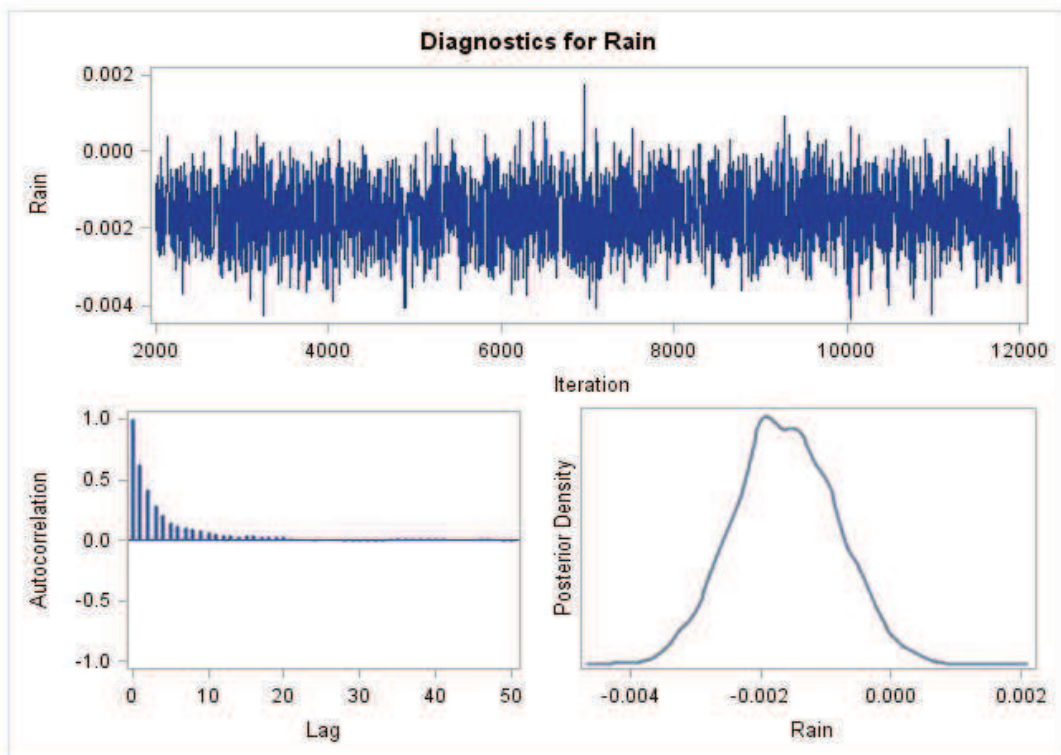 Diagnostics for Rain
0.002
0.000
-0.002
-0.004
Rain
2000 4000 6000 8000 10000 12000
Iteration
1.0
0.5
0.0
-0.5
-1.0
Autocorrelation
0 10 20 30 40 50
Lag
Posterior Density
-0.004 -0.002 0.000 0.002
Rain